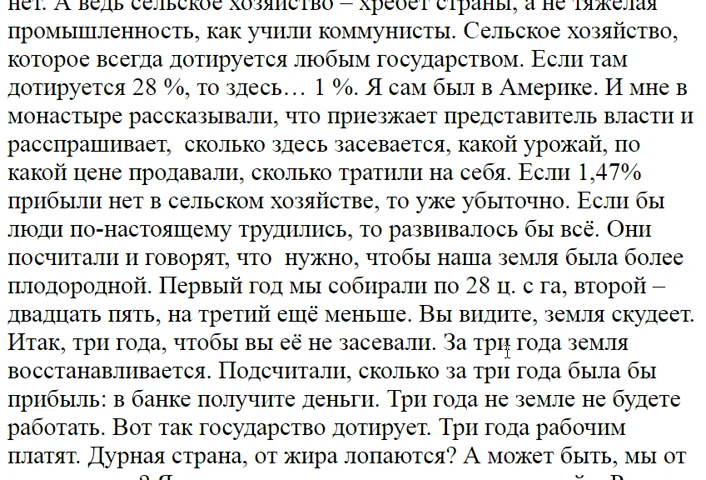 нет. А ведь сельское хозяйство – хребет страны, а не тяжелая
промышленность, как учили коммунисты. Сельское хозяйство,
которое всегда дотируется любым государством. Если там
дотируется 28 %, то здесь… 1 %. Я сам был в Америке. И мне в
монастыре рассказывали, что приезжает представитель власти и
расспрашивает,  сколько здесь засевается, какой урожай, по
какой цене продавали, сколько тратили на себя. Если 1,47%
прибыли нет в сельском хозяйстве, то уже убыточно. Если бы
люди по-настоящему трудились, то развивалось бы всё. Они
посчитали и говорят, что  нужно, чтобы наша земля была более
плодородной. Первый год мы собирали по 28 ц. с га, второй –
двадцать пять, на третий ещё меньше. Вы видите, земля скудеет.
Итак, три года, чтобы вы её не засевали. За три года земля
восстанавливается. Подсчитали, сколько за три года была бы
прибыль: в банке получите деньги. Три года не земле не будете
работать. Вот так государство дотирует. Три года рабочим
платят. Дурная страна, от жира лопаются? А может быть, мы от